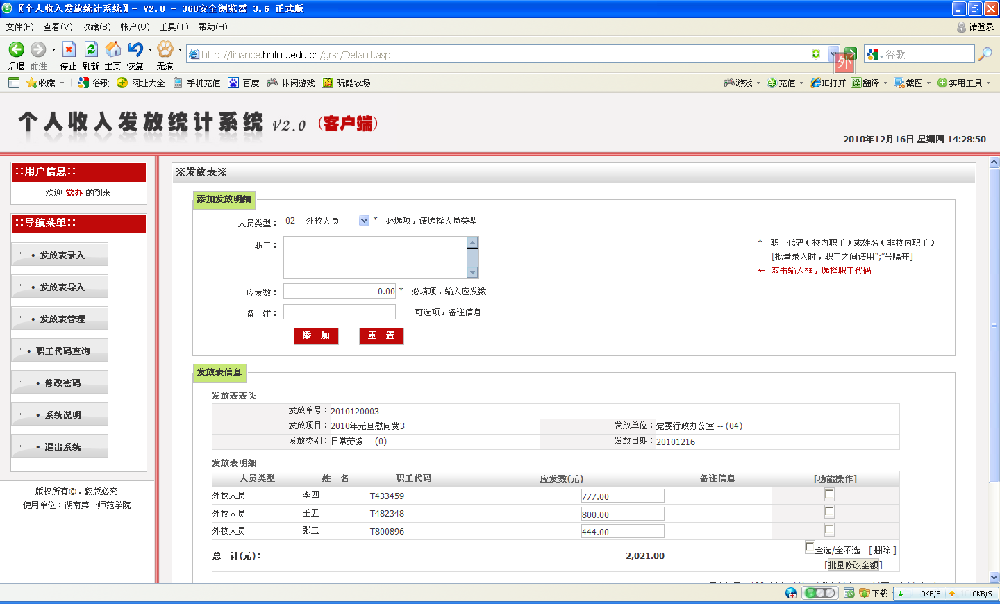 〖个人收入发放统计系统〗- V2.0 - 360安全浏览器 3.6 正式版
文件(F) 查看(V) 收藏(B) 帐户(U) 工具(T) 帮助(H) 请登录
http://finance.hnfnu.edu.cn/grsr/Default.asp 谷歌
外
后退 前进 停止 刷新 主页 恢复 无痕
收藏 谷歌 网址大全 手机充值 百度 休闲游戏 玩酷农场 游戏 充值 IE打开 翻译 截图 实用工具
个人收入发放统计系统 V2.0 (客户端)
2010年12月16日 星期四 14:28:50
::用户信息::
欢迎 党办 的到来
::导航菜单::
• 发放表录入
• 发放表导入
• 发放表管理
• 职工代码查询
• 修改密码
• 系统说明
• 退出系统
版权所有©，翻版必究
使用单位：湖南第一师范学院
※发放表※
添加发放明细
人员类型： 02 -- 外校人员 * 必选项，请选择人员类型
职工： * 职工代码（校内职工）或姓名（非校内职工）
[批量录入时，职工之间请用";"号隔开]
← 双击输入框，选择职工代码
应发数： 0.00 * 必填项，输入应发数
备 注： 可选项，备注信息
添 加 重 置
发放表信息
发放表表头
发放单号：2010120003
发放项目：2010年元旦慰问费3 发放单位：党委行政办公室 -- (04)
发放类别：日常劳务 -- (0) 发放日期：20101216
发放表明细
人员类型 姓 名 职工代码 应发数(元) 备注信息 [功能操作]
外校人员 李四 T433459 777.00
外校人员 王五 T482348 800.00
外校人员 张三 T800896 444.00
总 计(元)： 2,021.00 全选/全不选 [ 删除 ]
[批量修改金额]
下载 0KB/S 0KB/S